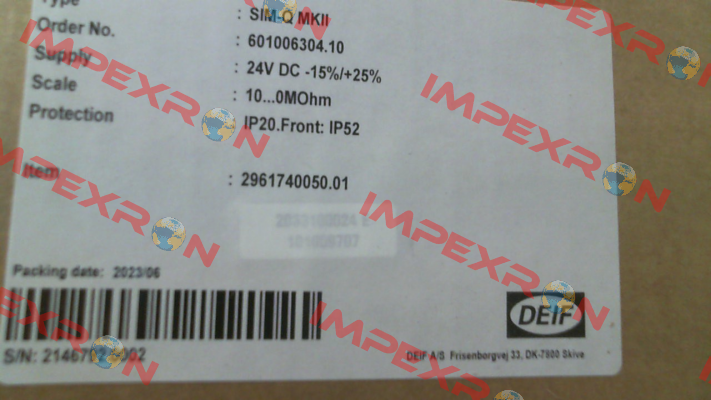 Type : SIM-Q MKII
Order No. : 601006304.10
Supply : 24V DC -15%/+25%
Scale : 10...0MOhm
Protection IP20.Front: IP52
Item : 2961740050.01
Packing date: 2023/06
S/N:
DEIF
DEIF A/S Frisenborgvej 33, DK-7800 Skive
IMPEXRON
IMPEXRON
IMPEXRON
IMPEXRON
IMPEXRON
IMPEXRON